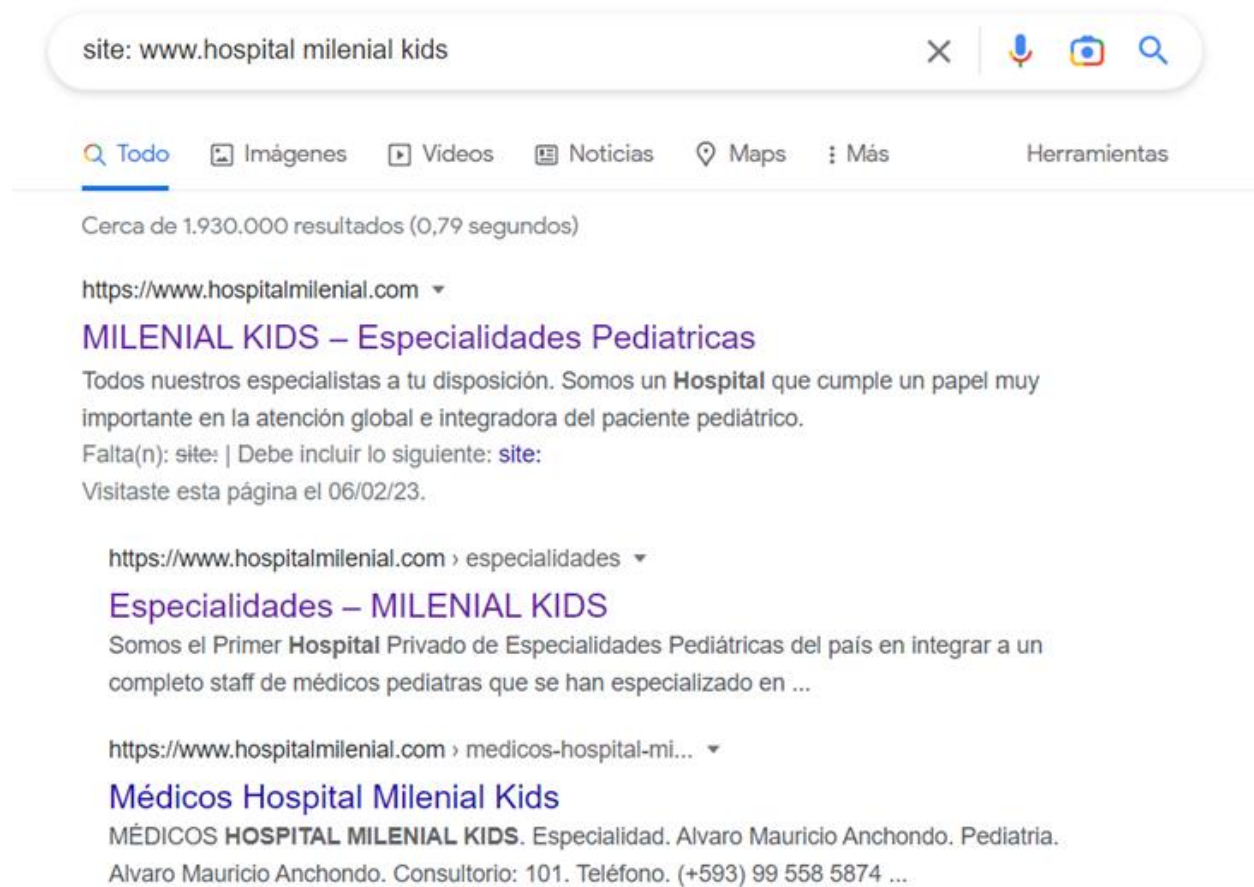 site: www.hospital milenial kids
Todo Imágenes Videos Noticias Maps Más Herramientas
Cerca de 1.930.000 resultados (0,79 segundos)
https://www.hospitalmilenial.com
MILENIAL KIDS – Especialidades Pediatricas
Todos nuestros especialistas a tu disposición. Somos un Hospital que cumple un papel muy
importante en la atención global e integradora del paciente pediátrico.
Falta(n): site: | Debe incluir lo siguiente: site:
Visitaste esta página el 06/02/23.
https://www.hospitalmilenial.com › especialidades
Especialidades – MILENIAL KIDS
Somos el Primer Hospital Privado de Especialidades Pediátricas del país en integrar a un
completo staff de médicos pediatras que se han especializado en ...
https://www.hospitalmilenial.com › medicos-hospital-mi...
Médicos Hospital Milenial Kids
MÉDICOS HOSPITAL MILENIAL KIDS. Especialidad. Alvaro Mauricio Anchondo. Pediatria.
Alvaro Mauricio Anchondo. Consultorio: 101. Teléfono. (+593) 99 558 5874 ...